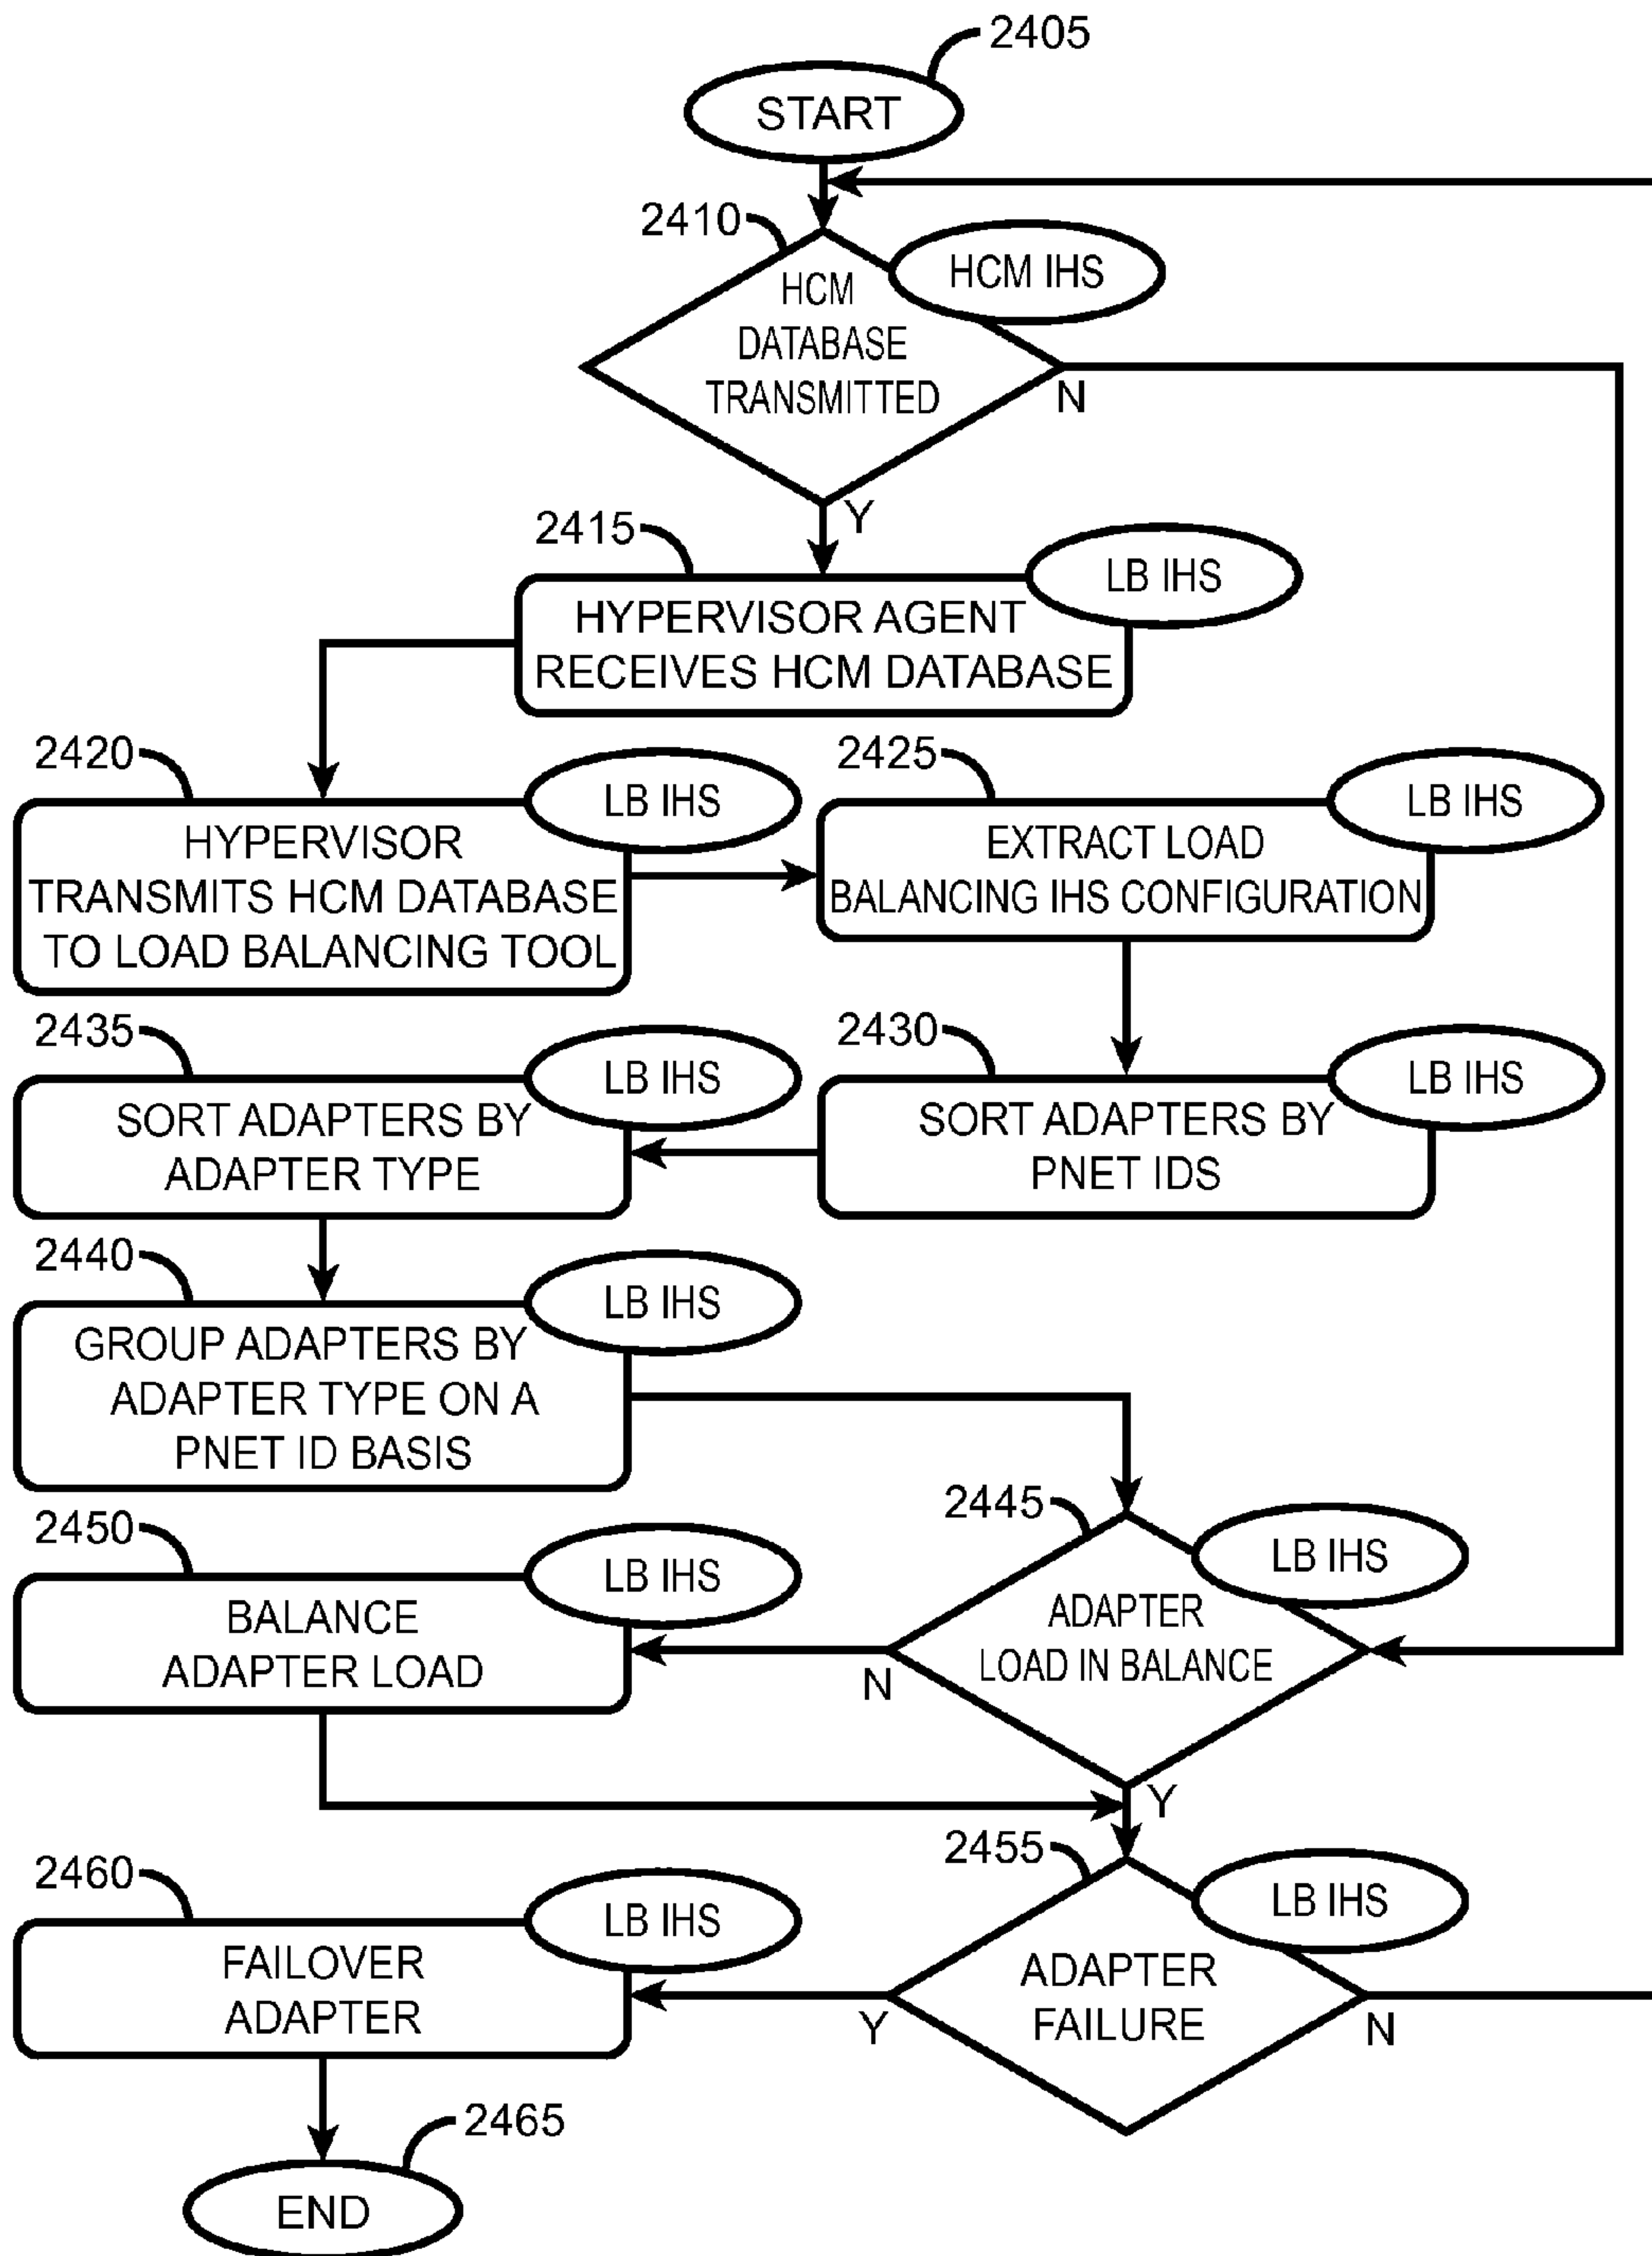 2405
START
2410
HCM IHS
HCM
DATABASE
TRANSMITTED
N
Y
2415
LB IHS
HYPERVISOR AGENT
RECEIVES HCM DATABASE
2420
LB IHS
HYPERVISOR
TRANSMITS HCM DATABASE
TO LOAD BALANCING TOOL
2425
LB IHS
EXTRACT LOAD
BALANCING IHS CONFIGURATION
2430
LB IHS
SORT ADAPTERS BY
PNET IDS
2435
LB IHS
SORT ADAPTERS BY
ADAPTER TYPE
2440
LB IHS
GROUP ADAPTERS BY
ADAPTER TYPE ON A
PNET ID BASIS
2445
LB IHS
ADAPTER
LOAD IN BALANCE
N
Y
2450
LB IHS
BALANCE
ADAPTER LOAD
2455
LB IHS
ADAPTER
FAILURE
Y
N
2460
LB IHS
FAILOVER
ADAPTER
2465
END